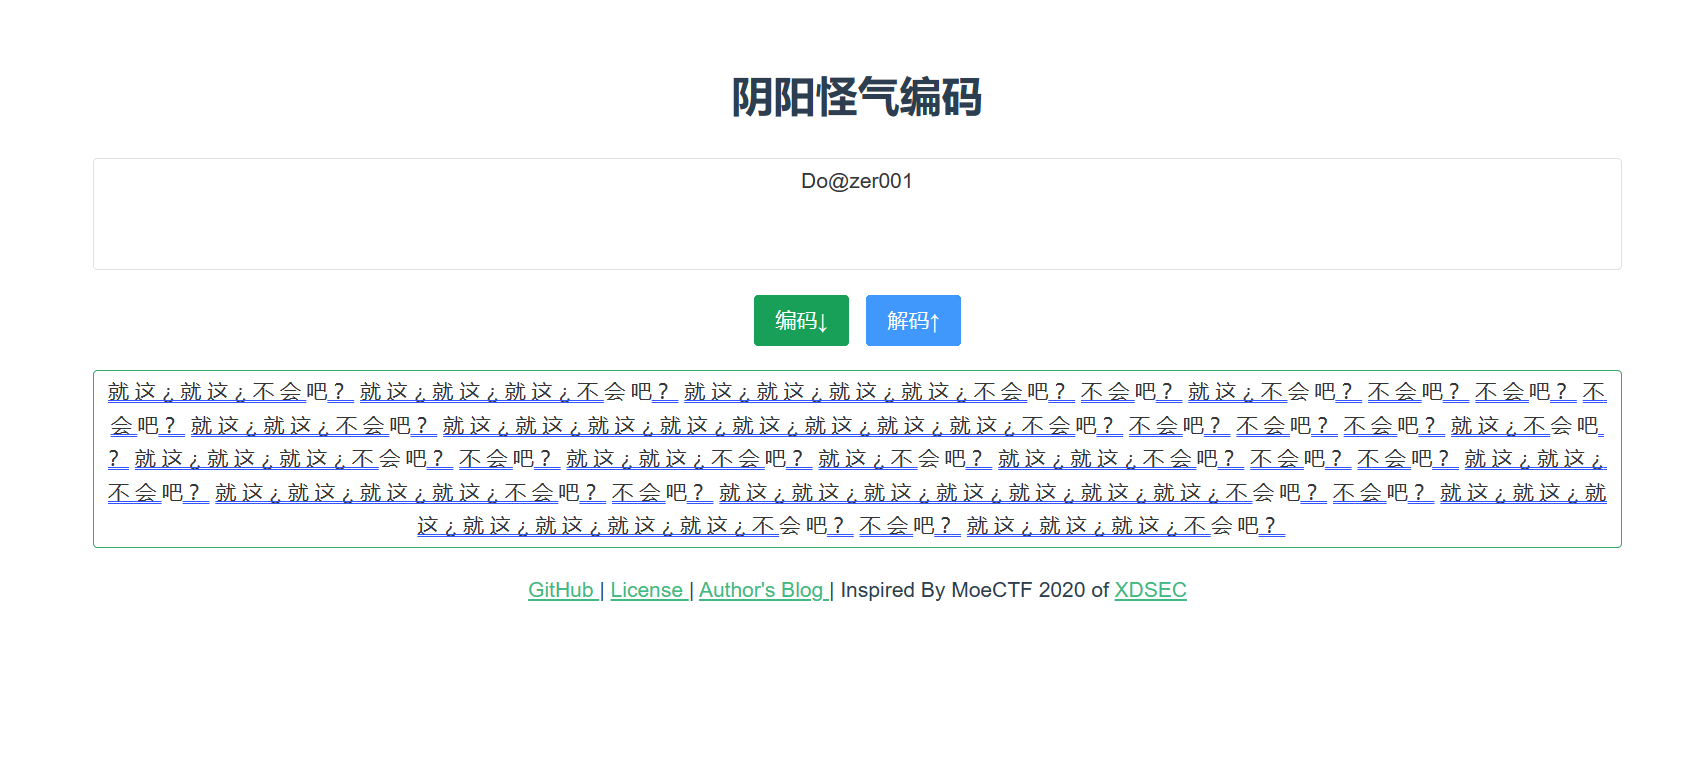 阴阳怪气编码
Do@zer001
编码↓ 解码↑
就 这 ¿ 就 这 ¿ 不 会 吧 ？ 就 这 ¿ 就 这 ¿ 就 这 ¿ 不 会 吧 ？ 就 这 ¿ 就 这 ¿ 就 这 ¿ 就 这 ¿ 不 会 吧 ？ 不 会 吧 ？ 就 这 ¿ 不 会 吧 ？ 不 会 吧 ？ 不 会 吧 ？ 不
会 吧 ？ 就 这 ¿ 就 这 ¿ 不 会 吧 ？ 就 这 ¿ 就 这 ¿ 就 这 ¿ 就 这 ¿ 就 这 ¿ 就 这 ¿ 就 这 ¿ 就 这 ¿ 不 会 吧 ？ 不 会 吧 ？ 不 会 吧 ？ 不 会 吧 ？ 就 这 ¿ 不 会 吧
？ 就 这 ¿ 就 这 ¿ 就 这 ¿ 不 会 吧 ？ 不 会 吧 ？ 就 这 ¿ 就 这 ¿ 不 会 吧 ？ 就 这 ¿ 不 会 吧 ？ 就 这 ¿ 就 这 ¿ 不 会 吧 ？ 不 会 吧 ？ 不 会 吧 ？ 就 这 ¿ 就 这 ¿
不 会 吧 ？ 就 这 ¿ 就 这 ¿ 就 这 ¿ 就 这 ¿ 不 会 吧 ？ 不 会 吧 ？ 就 这 ¿ 就 这 ¿ 就 这 ¿ 就 这 ¿ 就 这 ¿ 就 这 ¿ 就 这 ¿ 不 会 吧 ？ 不 会 吧 ？ 就 这 ¿ 就 这 ¿ 就
这 ¿ 就 这 ¿ 就 这 ¿ 就 这 ¿ 就 这 ¿ 不 会 吧 ？ 不 会 吧 ？ 就 这 ¿ 就 这 ¿ 就 这 ¿ 不 会 吧 ？
GitHub | License | Author's Blog | Inspired By MoeCTF 2020 of XDSEC